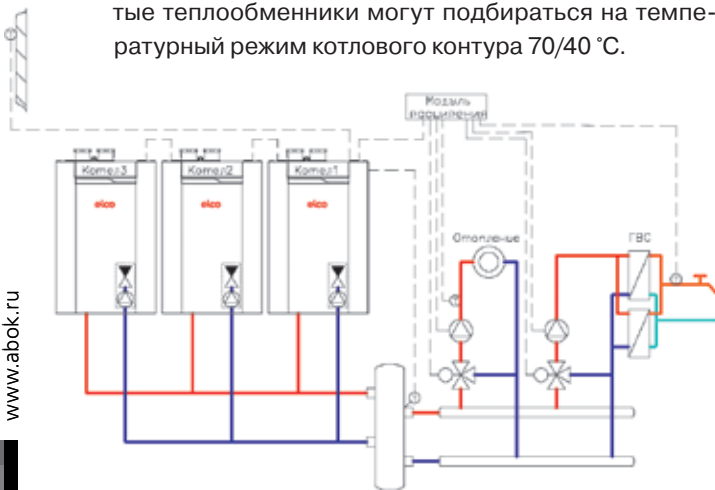 тые теплообменники могут подбираться на темпе-
ратурный режим котлового контура 70/40 °C.
Модуль
расширения
Котел3
Котел2
Котел1
elco
elco
elco
Отопление
ГВС
www.abok.ru